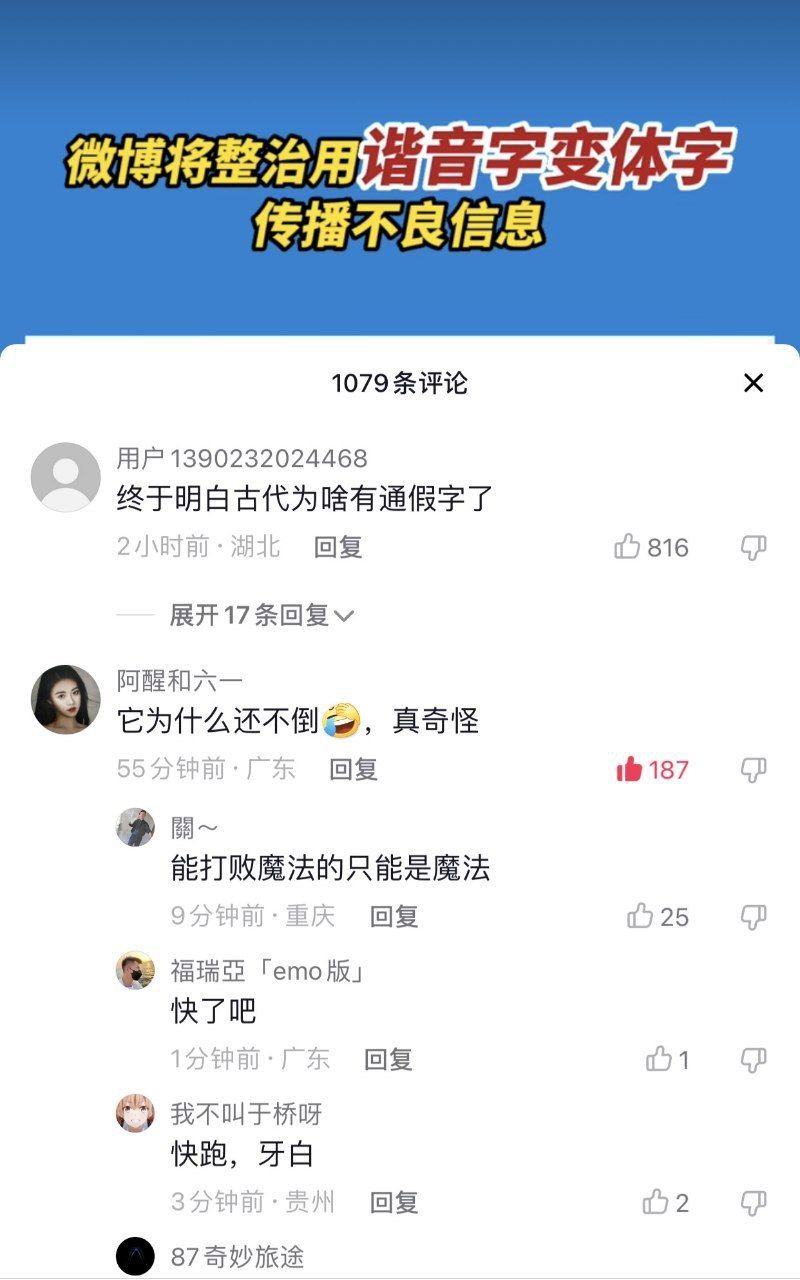 微博将整治用谐音字变体字
传播不良信息
1079条评论
用户1390232024468
终于明白古代为啥有通假字了
2小时前·湖北 回复 816
展开17条回复
阿醒和六一
它为什么还不倒🤣，真奇怪
55分钟前·广东 回复 187
關～
能打败魔法的只能是魔法
9分钟前·重庆 回复 25
福瑞亞「emo版」
快了吧
1分钟前·广东 回复 1
我不叫于桥呀
快跑，牙白
3分钟前·贵州 回复 2
87奇妙旅途